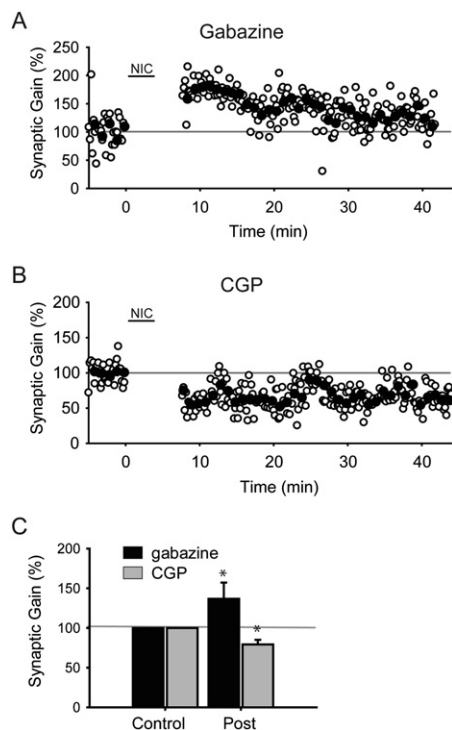 A
Gabazine
NIC
Synaptic Gain (%)
250
200
150
100
50
0
0 10 20 30 40
Time (min)
B
CGP
NIC
Synaptic Gain (%)
200
150
100
50
0
0 10 20 30 40
Time (min)
C
gabazine
CGP
* *
Synaptic Gain (%)
200
150
100
50
0
Control Post